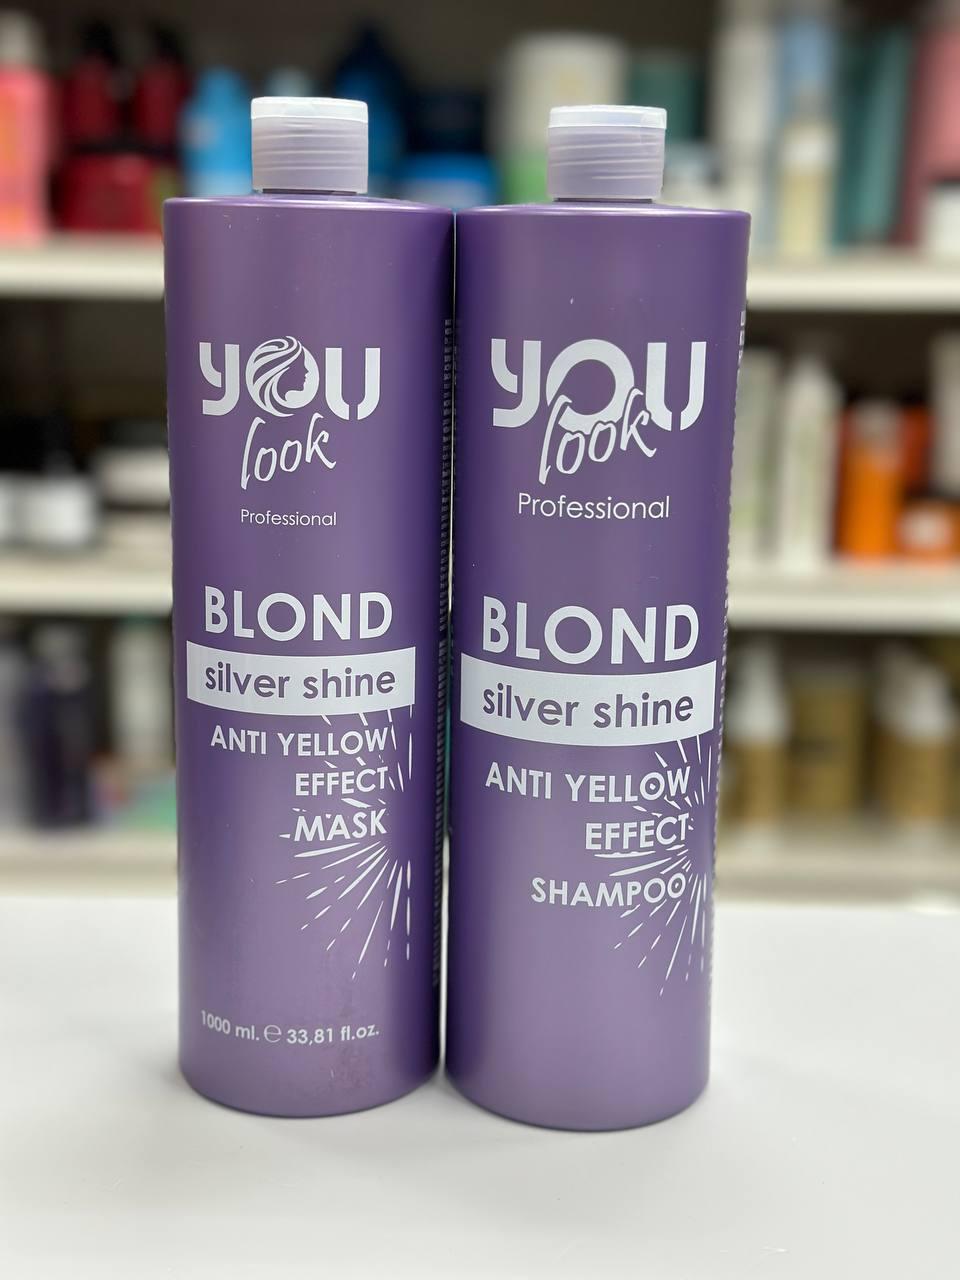 YOU
look
Professional
BLOND
silver shine
ANTI YELLOW
EFFECT
MASK
1000 ml. ℮ 33,81 fl.oz.
YOU
look
Professional
BLOND
silver shine
ANTI YELLOW
EFFECT
SHAMPOO